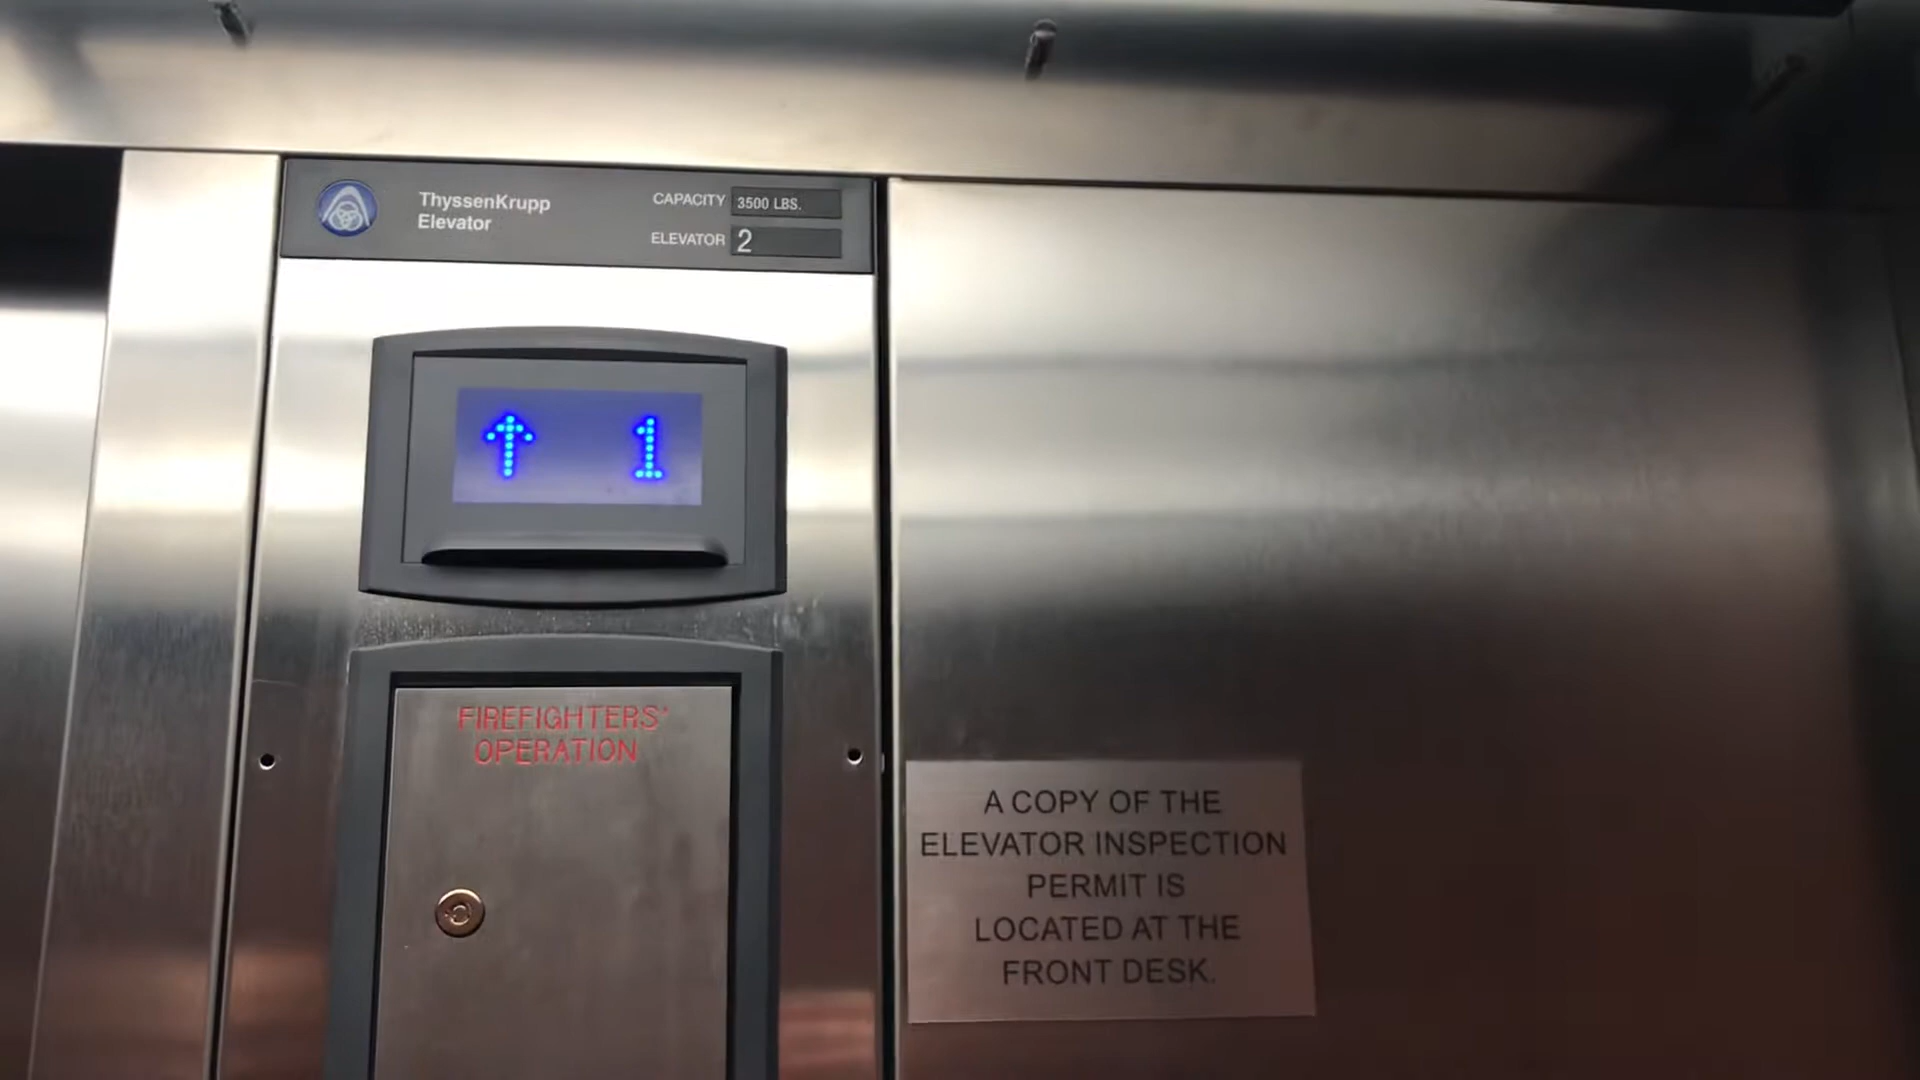 ThyssenKrupp
Elevator
CAPACITY 3500 LBS.
ELEVATOR 2
↑ 1
FIREFIGHTERS'
OPERATION
A COPY OF THE
ELEVATOR INSPECTION
PERMIT IS
LOCATED AT THE
FRONT DESK.